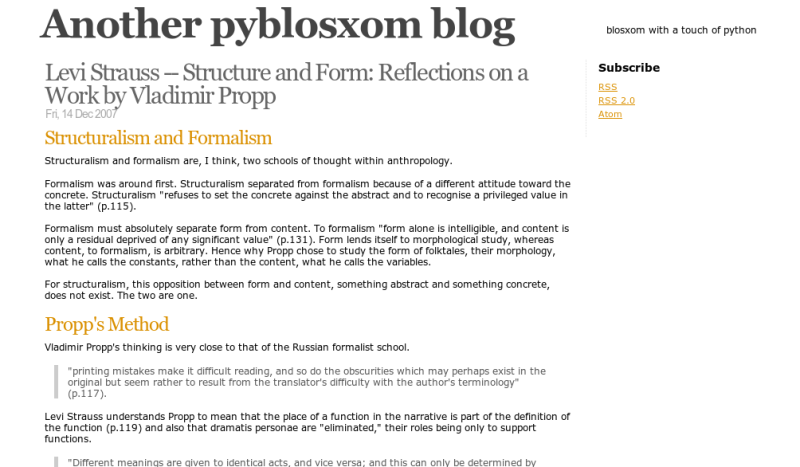 Another pyblosxom blog
blosxom with a touch of python
Levi Strauss – Structure and Form: Reflections on a
Work by Vladimir Propp
Fri, 14 Dec 2007
Subscribe
RSS
RSS 2.0
Atom
Structuralism and Formalism
Structuralism and formalism are, I think, two schools of thought within anthropology.
Formalism was around first. Structuralism separated from formalism because of a different attitude toward the
concrete. Structuralism "refuses to set the concrete against the abstract and to recognise a privileged value in
the latter" (p.115).
Formalism must absolutely separate form from content. To formalism "form alone is intelligible, and content is
only a residual deprived of any significant value" (p.131). Form lends itself to morphological study, whereas
content, to formalism, is arbitrary. Hence why Propp chose to study the form of folktales, their morphology,
what he calls the constants, rather than the content, what he calls the variables.
For structuralism, this opposition between form and content, something abstract and something concrete,
does not exist. The two are one.
Propp's Method
Vladimir Propp's thinking is very close to that of the Russian formalist school.
"printing mistakes make it difficult reading, and so do the obscurities which may perhaps exist in the
original but seem rather to result from the translator's difficulty with the author's terminology"
(p.117).
Levi Strauss understands Propp to mean that the place of a function in the narrative is part of the definition of
the function (p.119) and also that dramatis personae are "eliminated," their roles being only to support
functions.
"Different meanings are given to identical acts, and vice versa; and this can only be determined by